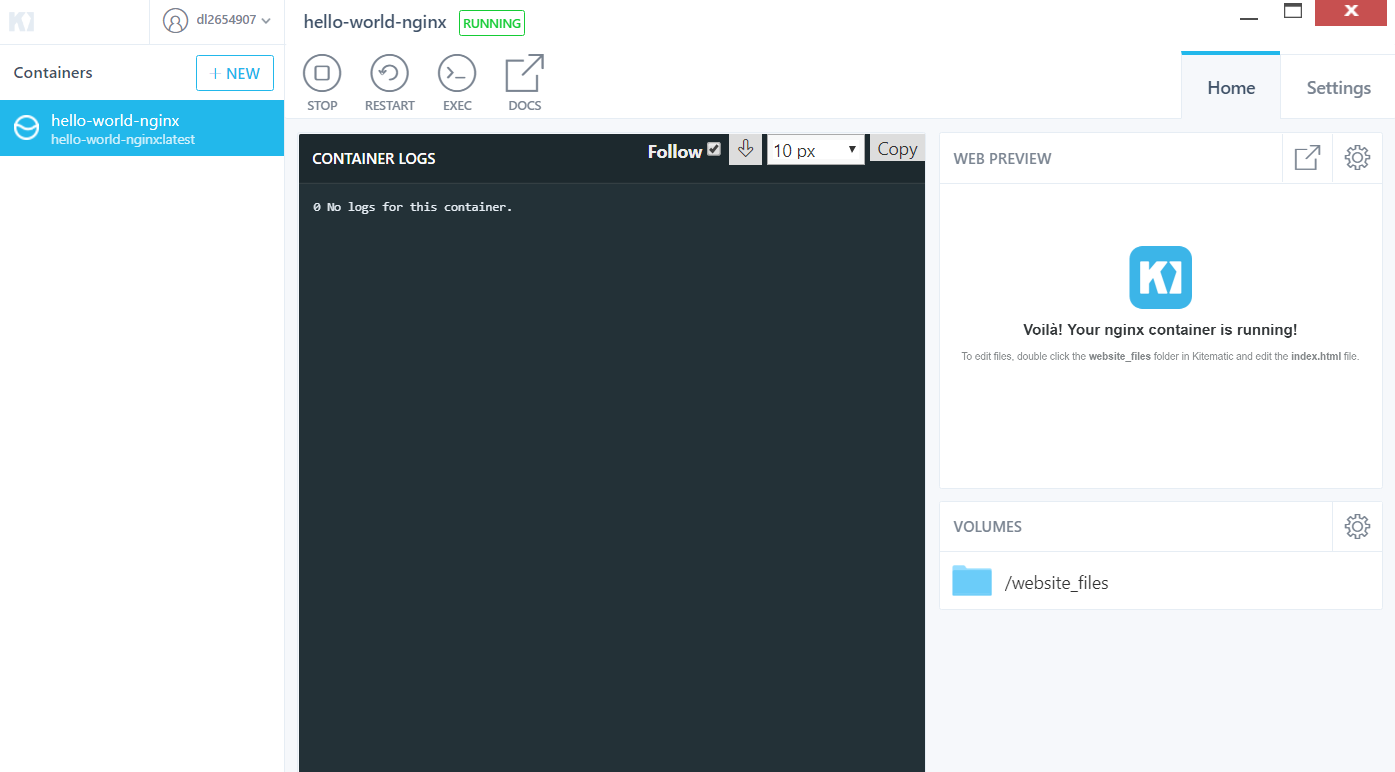 dl2654907
hello-world-nginx RUNNING
Containers
+ NEW
hello-world-nginx
hello-world-nginx:latest
STOP
RESTART
EXEC
DOCS
Home
Settings
CONTAINER LOGS
Follow
10 px
Copy
0 No logs for this container.
WEB PREVIEW
Voilà! Your nginx container is running!
To edit files, double click the website_files folder in Kitematic and edit the index.html file.
VOLUMES
/website_files